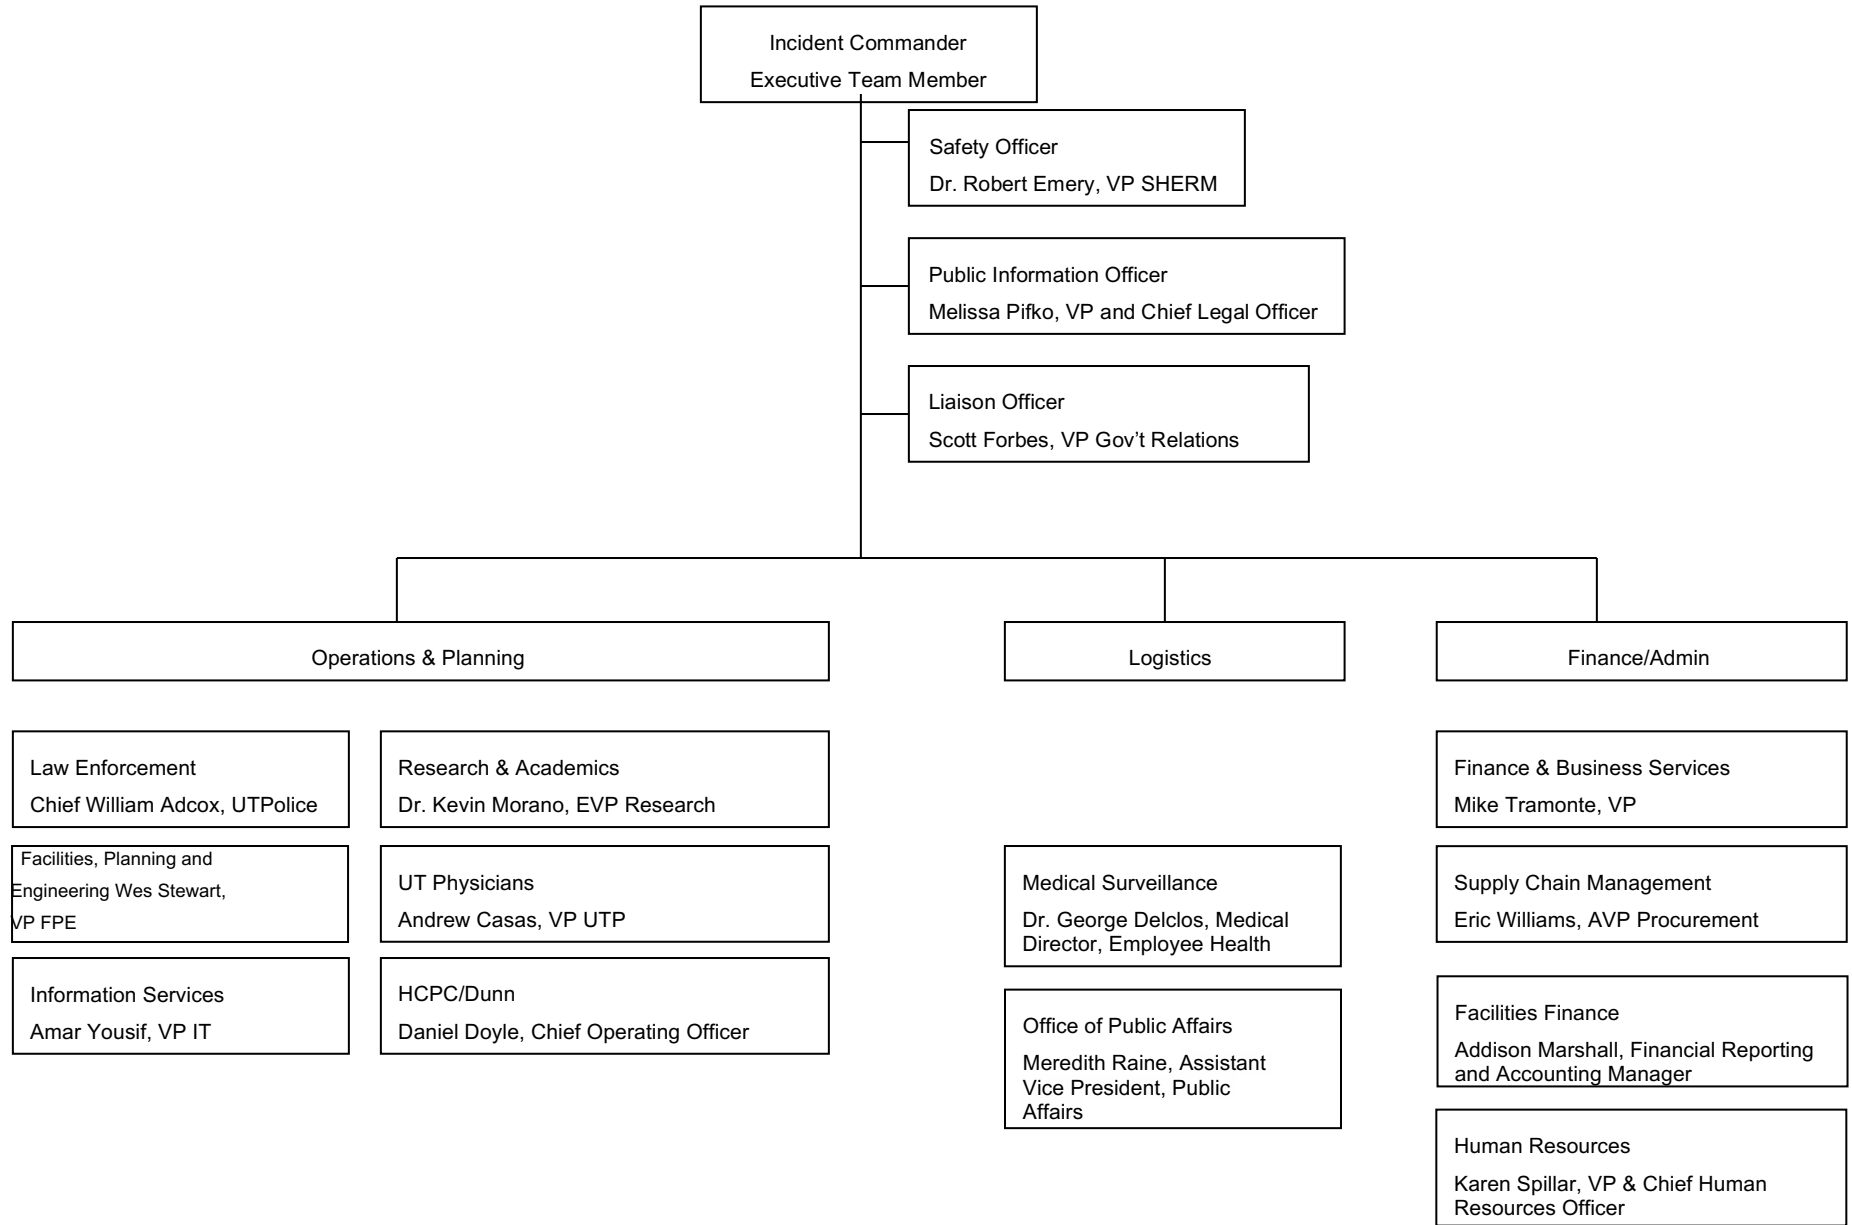 Incident Commander
Executive Team Member
Safety Officer
Dr. Robert Emery, VP SHERM
Public Information Officer
Melissa Pifko, VP and Chief Legal Officer
Liaison Officer
Scott Forbes, VP Gov’t Relations
Operations & Planning
Logistics
Finance/Admin
Law Enforcement
Chief William Adcox, UTPolice
Facilities, Planning and
Engineering Wes Stewart,
VP FPE
Information Services
Amar Yousif, VP IT
Research & Academics
Dr. Kevin Morano, EVP Research
UT Physicians
Andrew Casas, VP UTP
HCPC/Dunn
Daniel Doyle, Chief Operating Officer
Medical Surveillance
Dr. George Delclos, Medical
Director, Employee Health
Office of Public Affairs
Meredith Raine, Assistant
Vice President, Public
Affairs
Finance & Business Services
Mike Tramonte, VP
Supply Chain Management
Eric Williams, AVP Procurement
Facilities Finance
Addison Marshall, Financial Reporting
and Accounting Manager
Human Resources
Karen Spillar, VP & Chief Human
Resources Officer